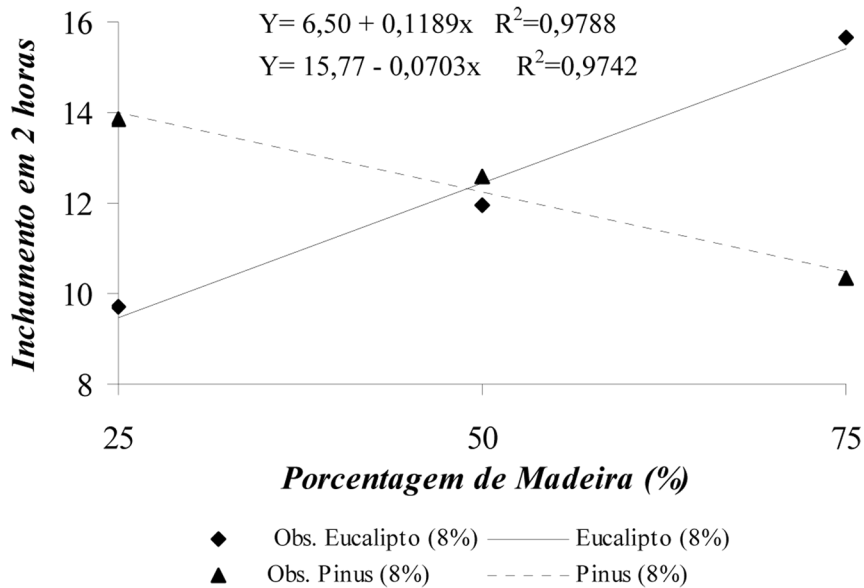 Y= 6,50 + 0,1189x R²=0,9788
Y= 15,77 - 0,0703x R²=0,9742
Inchamento em 2 horas
16
14
12
10
8
25 50 75
Porcentagem de Madeira (%)
Obs. Eucalipto (8%) Eucalipto (8%)
Obs. Pinus (8%) Pinus (8%)